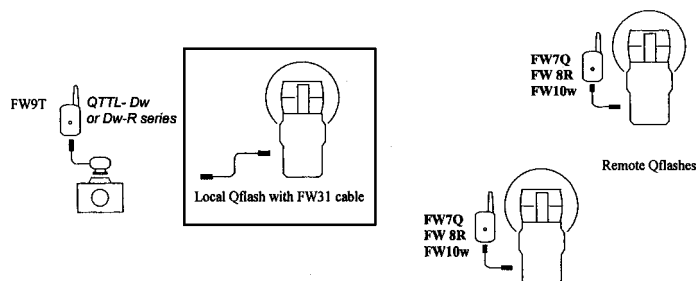 FW9T
QTTL- Dw
or Dw-R series
Local Qflash with FW31 cable
FW7Q
FW 8R
FW10w
Remote Qflashes
FW7Q
FW 8R
FW10w